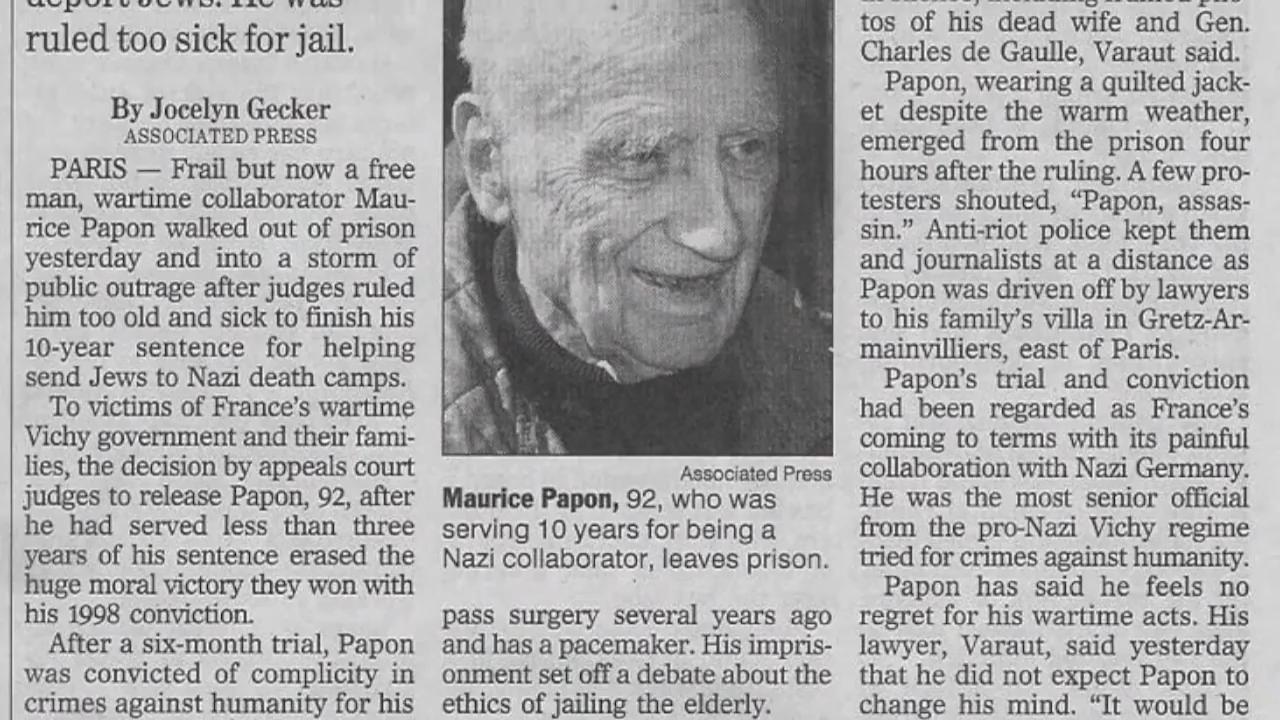 deport Jews. He was
ruled too sick for jail.
By Jocelyn Gecker
ASSOCIATED PRESS
PARIS — Frail but now a free
man, wartime collaborator Mau-
rice Papon walked out of prison
yesterday and into a storm of
public outrage after judges ruled
him too old and sick to finish his
10-year sentence for helping
send Jews to Nazi death camps.
To victims of France's wartime
Vichy government and their fami-
lies, the decision by appeals court
judges to release Papon, 92, after
he had served less than three
years of his sentence erased the
huge moral victory they won with
his 1998 conviction.
After a six-month trial, Papon
was convicted of complicity in
crimes against humanity for his
Associated Press
Maurice Papon, 92, who was
serving 10 years for being a
Nazi collaborator, leaves prison.
pass surgery several years ago
and has a pacemaker. His impris-
onment set off a debate about the
ethics of jailing the elderly.
tos of his dead wife and Gen.
Charles de Gaulle, Varaut said.
Papon, wearing a quilted jack-
et despite the warm weather,
emerged from the prison four
hours after the ruling. A few pro-
testers shouted, “Papon, assas-
sin.” Anti-riot police kept them
and journalists at a distance as
Papon was driven off by lawyers
to his family's villa in Gretz-Ar-
mainvilliers, east of Paris.
Papon's trial and conviction
had been regarded as France's
coming to terms with its painful
collaboration with Nazi Germany.
He was the most senior official
from the pro-Nazi Vichy regime
tried for crimes against humanity.
Papon has said he feels no
regret for his wartime acts. His
lawyer, Varaut, said yesterday
that he did not expect Papon to
change his mind. “It would be